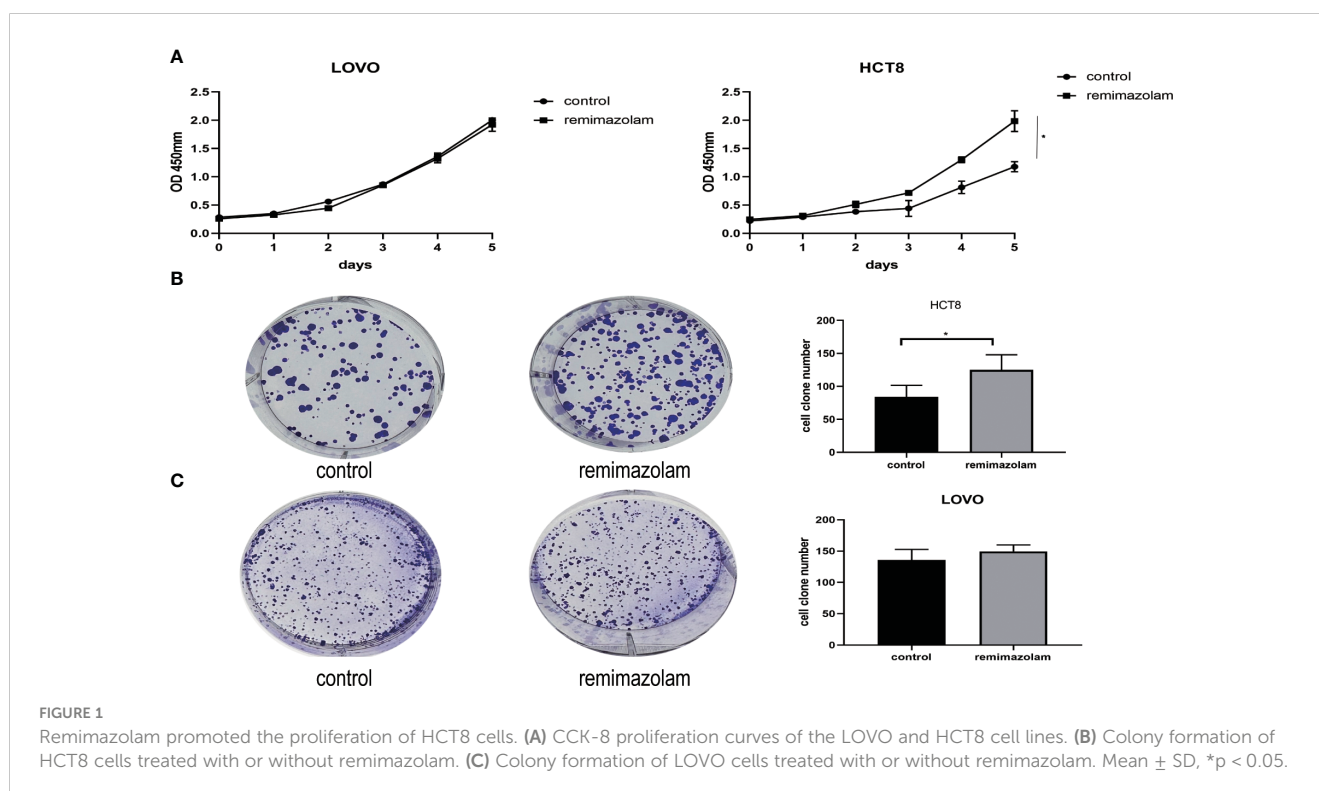 A
LOVO
2.5
2.0
1.5
1.0
0.5
0.0
OD 450mm
0 1 2 3 4 5
days
control
remimazolam
HCT8
2.5
2.0
1.5
1.0
0.5
0.0
OD 450mm
0 1 2 3 4 5
days
control
remimazolam
*
B
control
remimazolam
HCT8
200
150
100
50
0
cell clone number
*
control remimazolam
C
control
remimazolam
LOVO
200
150
100
50
0
cell clone number
control remimazolam
FIGURE 1
Remimazolam promoted the proliferation of HCT8 cells. (A) CCK-8 proliferation curves of the LOVO and HCT8 cell lines. (B) Colony formation of
HCT8 cells treated with or without remimazolam. (C) Colony formation of LOVO cells treated with or without remimazolam. Mean ± SD, *p < 0.05.